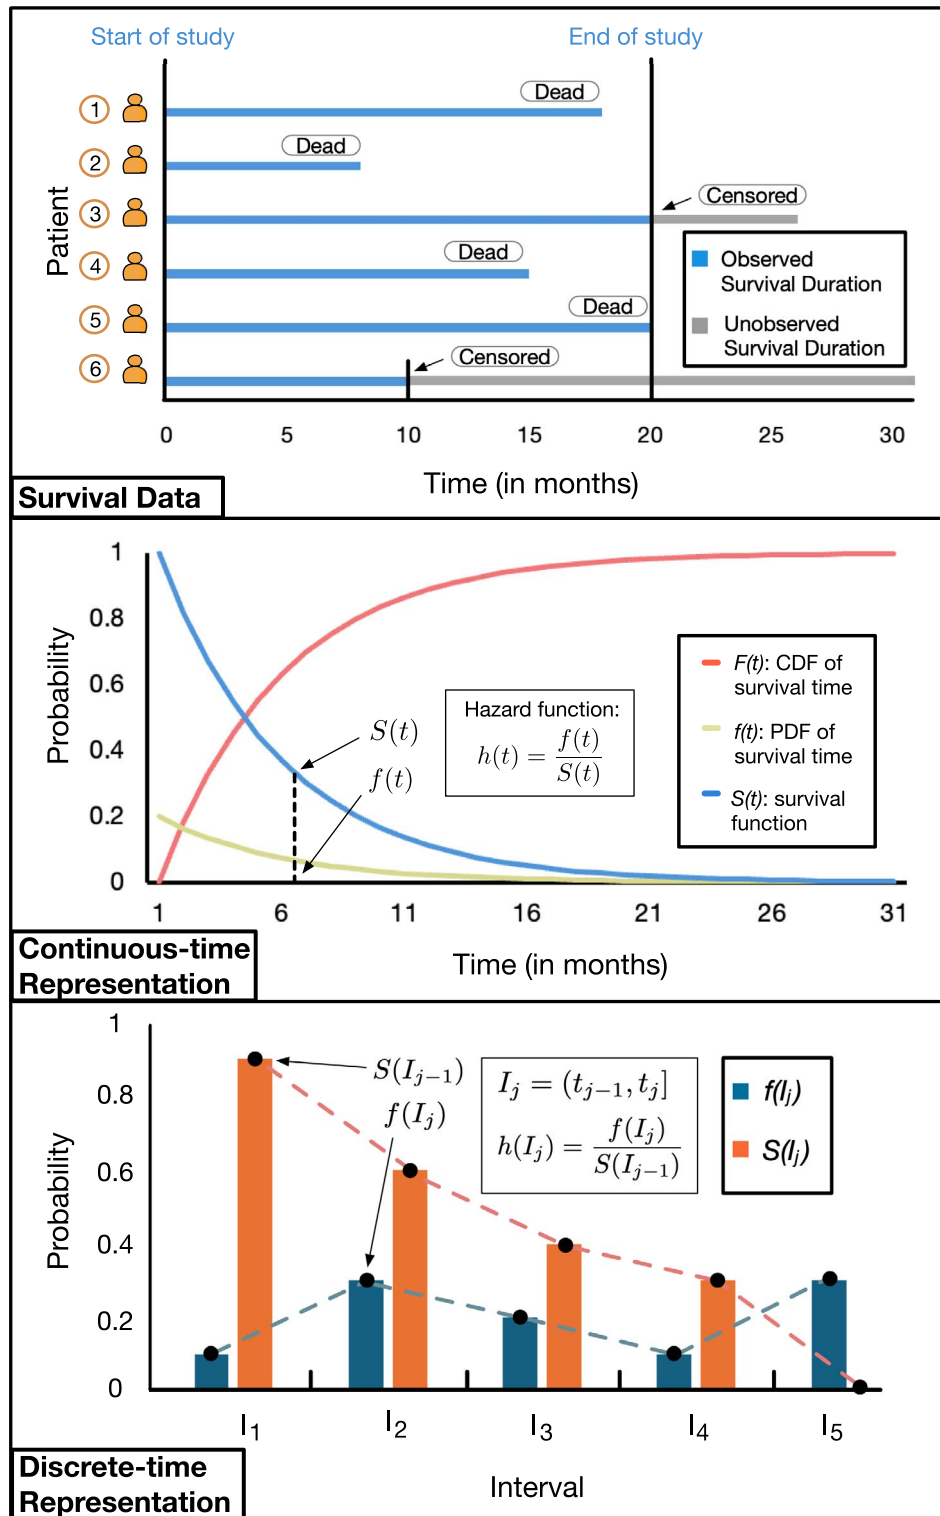 Start of study
End of study
Patient
1
Dead
2
Dead
3
Censored
4
Dead
5
Dead
6
Censored
Observed
Survival Duration
Unobserved
Survival Duration
0 5 10 15 20 25 30
Time (in months)
Survival Data
Probability
1
0.8
0.6
0.4
0.2
0
S(t)
f(t)
Hazard function:
h(t) = f(t) / S(t)
F(t): CDF of
survival time
f(t): PDF of
survival time
S(t): survival
function
1 6 11 16 21 26 31
Time (in months)
Continuous-time
Representation
Probability
1
0.8
0.6
0.4
0.2
0
S(I_{j−1})
f(I_j)
I_j = (t_{j−1}, t_j]
h(I_j) = f(I_j) / S(I_{j−1})
f(I_j)
S(I_j)
I₁ I₂ I₃ I₄ I₅
Interval
Discrete-time
Representation